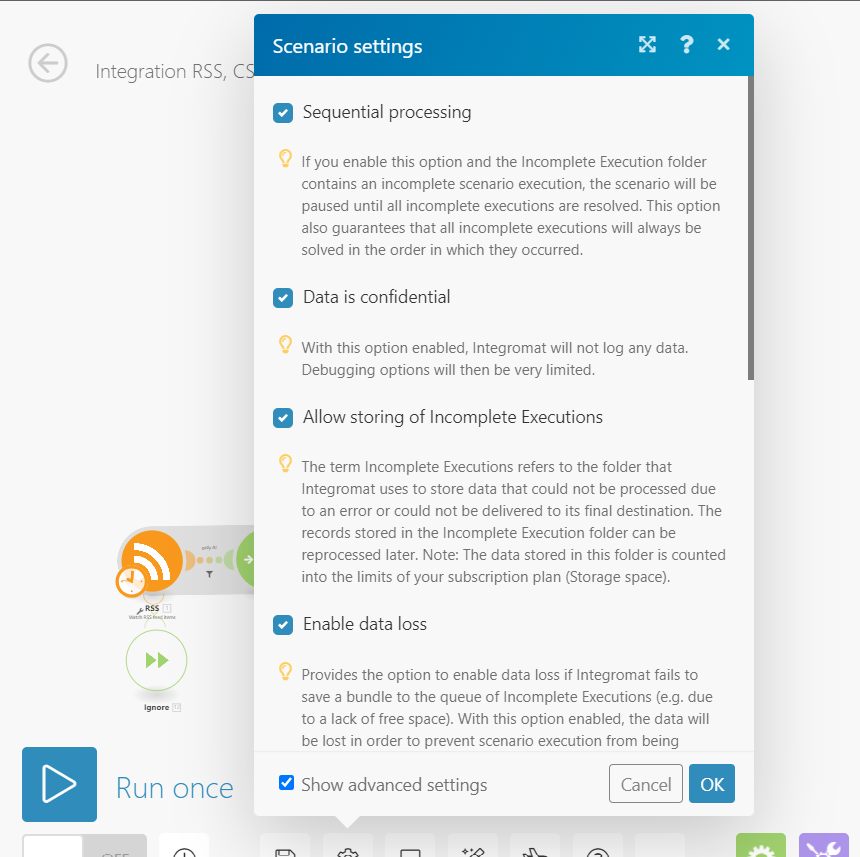 Scenario settings
Integration RSS, CS
Sequential processing
If you enable this option and the Incomplete Execution folder
contains an incomplete scenario execution, the scenario will be
paused until all incomplete executions are resolved. This option
also guarantees that all incomplete executions will always be
solved in the order in which they occurred.
Data is confidential
With this option enabled, Integromat will not log any data.
Debugging options will then be very limited.
Allow storing of Incomplete Executions
The term Incomplete Executions refers to the folder that
Integromat uses to store data that could not be processed due
to an error or could not be delivered to its final destination. The
records stored in the Incomplete Execution folder can be
reprocessed later. Note: The data stored in this folder is counted
into the limits of your subscription plan (Storage space).
Enable data loss
Provides the option to enable data loss if Integromat fails to
save a bundle to the queue of Incomplete Executions (e.g. due
to a lack of free space). With this option enabled, the data will
be lost in order to prevent scenario execution from being
RSS 1
Watch RSS feed items
Ignore
Run once
Show advanced settings
Cancel
OK
OFF